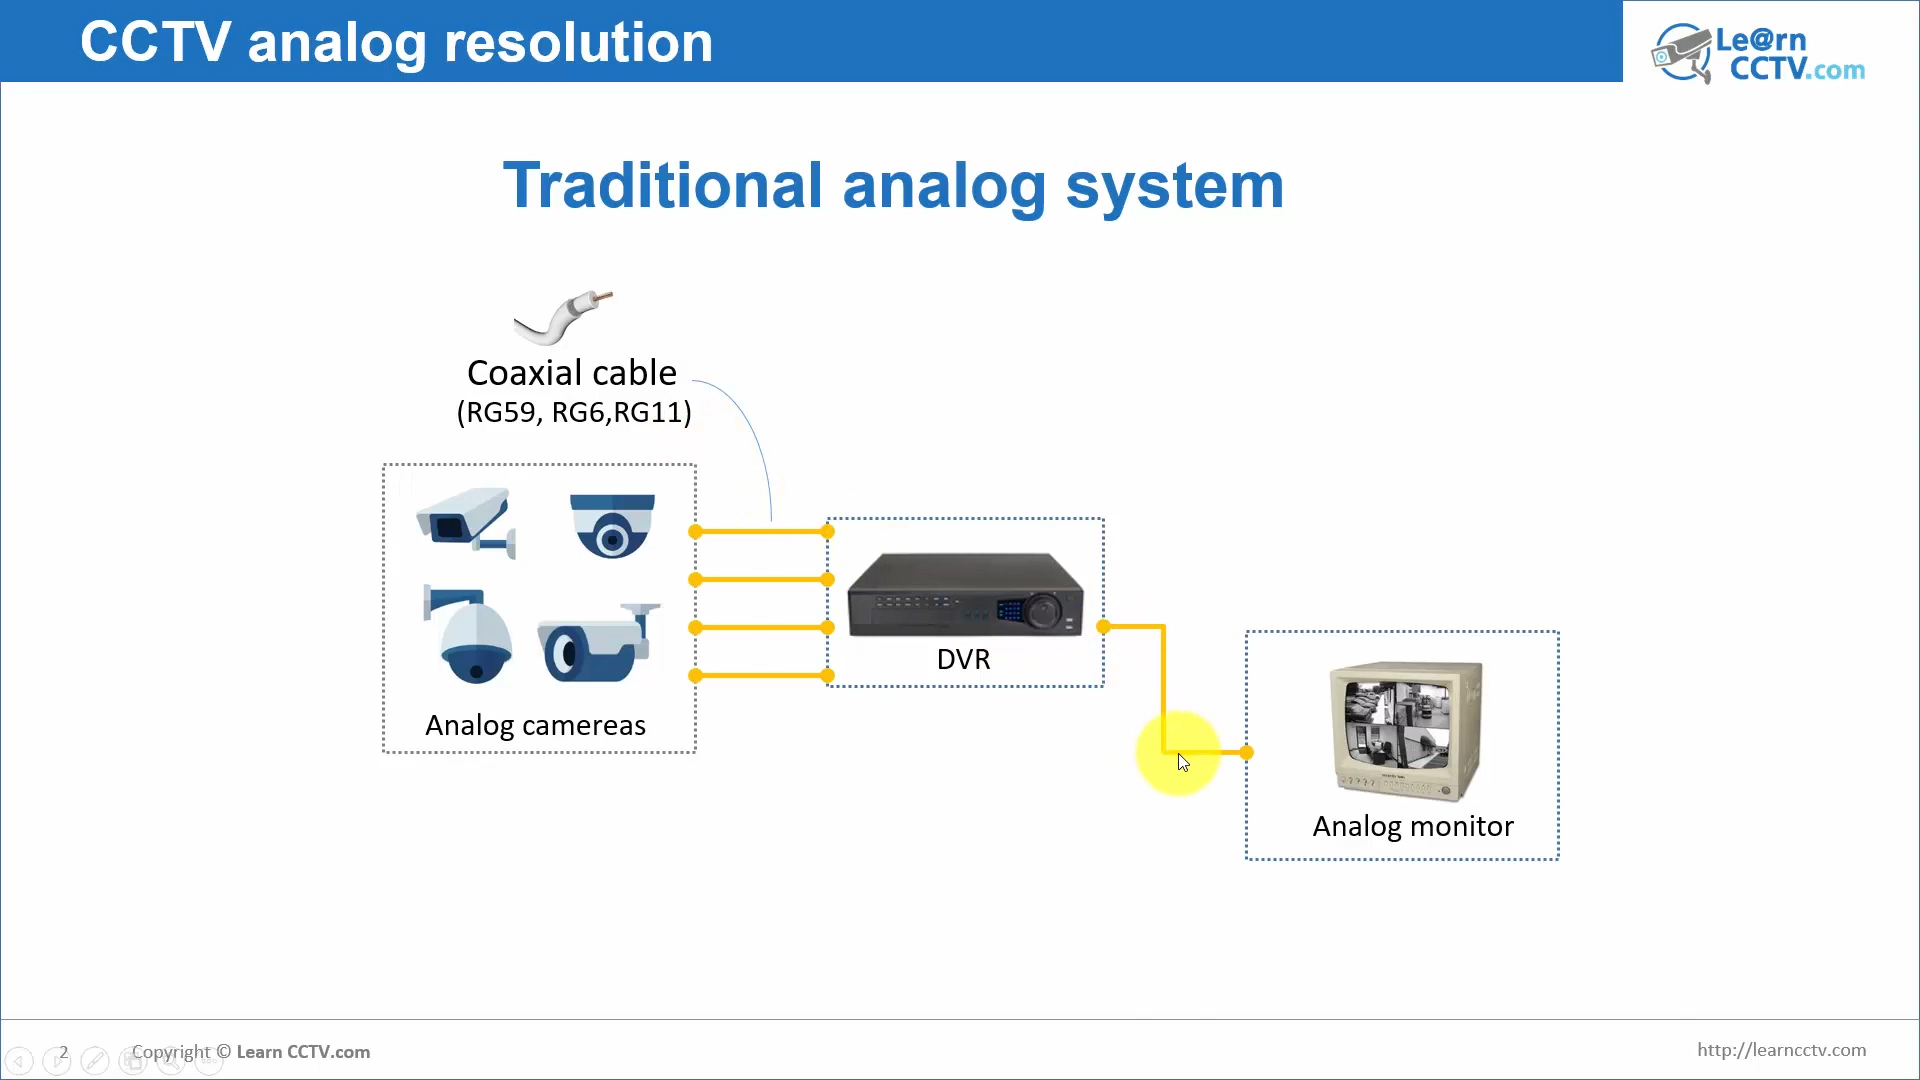 CCTV analog resolution
Le@rn
CCTV.com
Traditional analog system
Coaxial cable
(RG59, RG6,RG11)
DVR
Analog camereas
Analog monitor
2
Copyright © Learn CCTV.com
http://learncctv.com